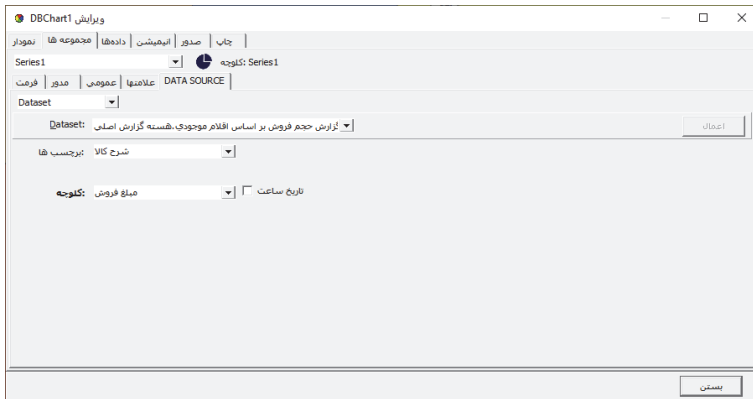 ویرایش DBChart1
نمودار مجموعه ها داده‌ها انیمیشن صدور چاپ
Series1 کلوچه: Series1
فرمت مدور عمومی علامتها DATA SOURCE
Dataset
Dataset: گزارش حجم فروش بر اساس اقلام موجودي،هسته گزارش اصلی اعمال
برچسب ها: شرح کالا
کلوچه: مبلغ فروش تاریخ ساعت
بستن